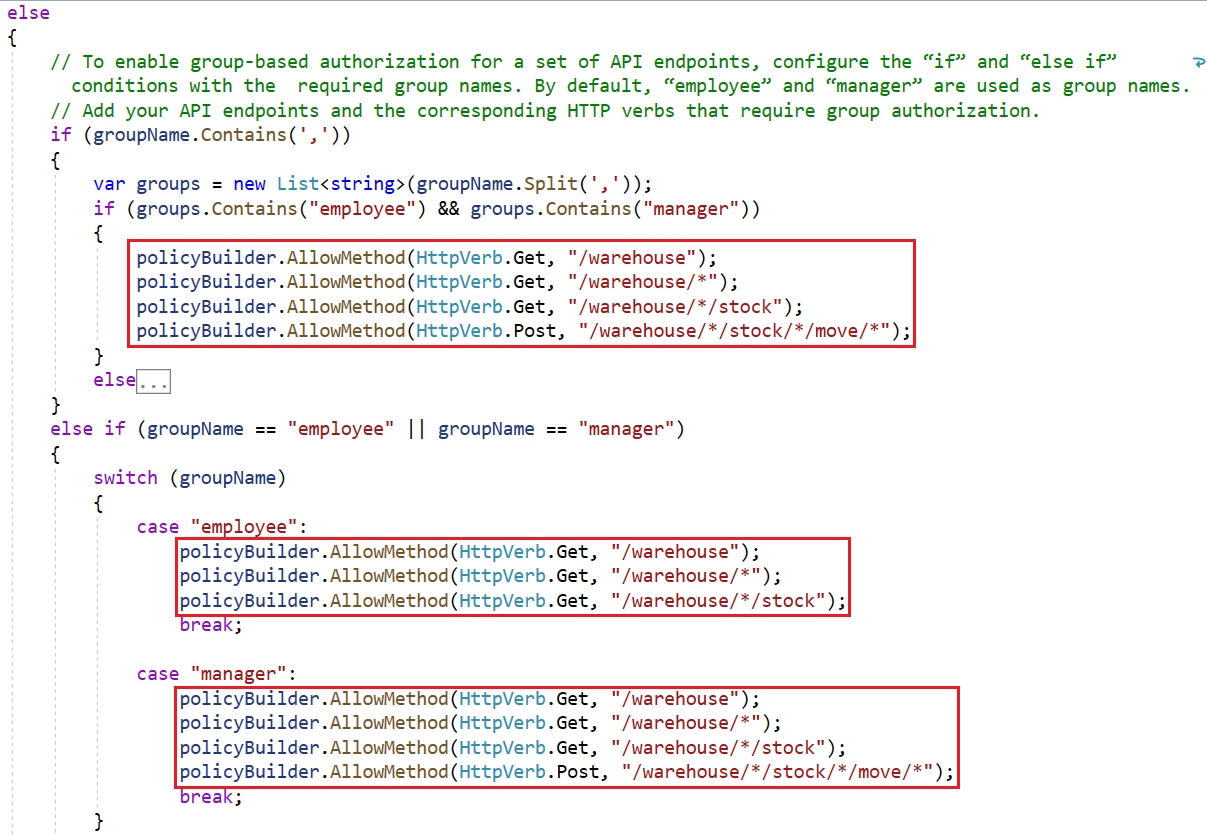 else
{
// To enable group-based authorization for a set of API endpoints, configure the “if” and “else if”
conditions with the  required group names. By default, “employee” and “manager” are used as group names.
// Add your API endpoints and the corresponding HTTP verbs that require group authorization.
if (groupName.Contains(','))
{
var groups = new List<string>(groupName.Split(','));
if (groups.Contains("employee") && groups.Contains("manager"))
{
policyBuilder.AllowMethod(HttpVerb.Get, "/warehouse");
policyBuilder.AllowMethod(HttpVerb.Get, "/warehouse/*");
policyBuilder.AllowMethod(HttpVerb.Get, "/warehouse/*/stock");
policyBuilder.AllowMethod(HttpVerb.Post, "/warehouse/*/stock/*/move/*");
}
else...
}
else if (groupName == "employee" || groupName == "manager")
{
switch (groupName)
{
case "employee":
policyBuilder.AllowMethod(HttpVerb.Get, "/warehouse");
policyBuilder.AllowMethod(HttpVerb.Get, "/warehouse/*");
policyBuilder.AllowMethod(HttpVerb.Get, "/warehouse/*/stock");
break;
case "manager":
policyBuilder.AllowMethod(HttpVerb.Get, "/warehouse");
policyBuilder.AllowMethod(HttpVerb.Get, "/warehouse/*");
policyBuilder.AllowMethod(HttpVerb.Get, "/warehouse/*/stock");
policyBuilder.AllowMethod(HttpVerb.Post, "/warehouse/*/stock/*/move/*");
break;
}